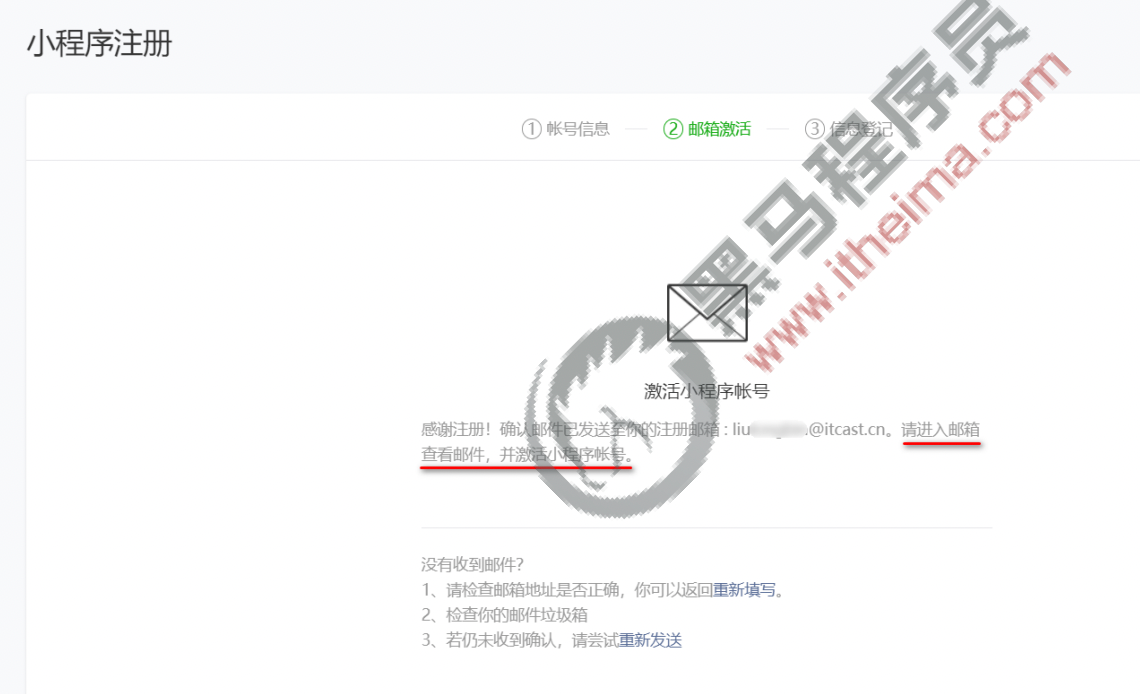 小程序注册
① 帐号信息 — ② 邮箱激活 — ③ 信息登记
黑马程序员
www.itheima.com
激活小程序帐号
感谢注册！确认邮件已发送至你的注册邮箱 : liu.@itcast.cn。请进入邮箱
查看邮件，并激活小程序帐号。
没有收到邮件?
1、请检查邮箱地址是否正确，你可以返回重新填写。
2、检查你的邮件垃圾箱
3、若仍未收到确认，请尝试重新发送